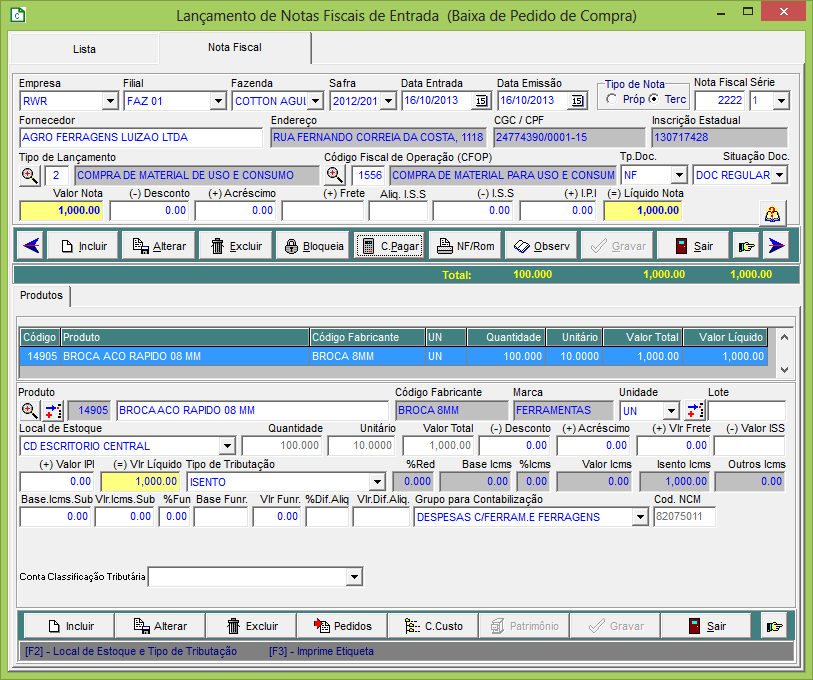 Lançamento de Notas Fiscais de Entrada (Baixa de Pedido de Compra)
Lista Nota Fiscal
Empresa Filial Fazenda Safra Data Entrada Data Emissão Tipo de Nota Nota Fiscal Série
RWR FAZ 01 COTTON AGUI 2012/201 16/10/2013 15 16/10/2013 15 Próp Terc 2222 1
Fornecedor Endereço CGC / CPF Inscrição Estadual
AGRO FERRAGENS LUIZAO LTDA RUA FERNANDO CORREIA DA COSTA, 1118 24774390/0001-15 130717428
Tipo de Lançamento Código Fiscal de Operação (CFOP) Tp.Doc. Situação Doc.
2 COMPRA DE MATERIAL DE USO E CONSUMO 1556 COMPRA DE MATERIAL PARA USO E CONSUM NF DOC REGULAR
Valor Nota (-) Desconto (+) Acréscimo (+) Frete Aliq. I.S.S (-) I.S.S (+) I.P.I (=) Líquido Nota
1,000.00 0.00 0.00 0.00 0.00 1,000.00
Incluir Alterar Excluir Bloqueia C.Pagar NF/Rom Observ Gravar Sair
Total: 100.000 1,000.00 1,000.00
Produtos
Código Produto Código Fabricante UN Quantidade Unitário Valor Total Valor Líquido
14905 BROCA ACO RAPIDO 08 MM BROCA 8MM UN 100.000 10.0000 1,000.00 1,000.00
Produto Código Fabricante Marca Unidade Lote
14905 BROCA ACO RAPIDO 08 MM BROCA 8MM FERRAMENTAS UN
Local de Estoque Quantidade Unitário Valor Total (-) Desconto (+) Acréscimo (+) Vlr Frete (-) Valor ISS
CD ESCRITORIO CENTRAL 100.000 10.0000 1,000.00 0.00 0.00 0.00
(+) Valor IPI (=) Vlr Líquido Tipo de Tributação %Red Base Icms %Icms Valor Icms Isento Icms Outros Icms
0.00 1,000.00 ISENTO 0.000 0.00 0.00 0.00 1,000.00 0.00
Base.Icms.Sub Vlr.Icms.Sub %Fun Base Funr. Vlr Funr. %Dif.Aliq Vlr.Dif.Aliq. Grupo para Contabilização Cod. NCM
0.00 0.00 0.00 0.00 DESPESAS C/FERRAM.E FERRAGENS 82075011
Conta Classificação Tributária
Incluir Alterar Excluir Pedidos C.Custo Patrimônio Gravar Sair
[F2] - Local de Estoque e Tipo de Tributação [F3] - Imprime Etiqueta